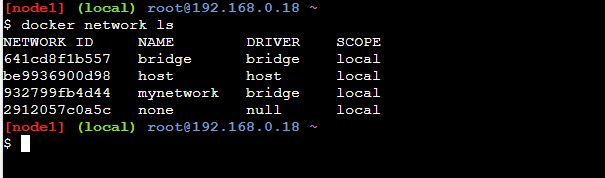 [node1] (local) root@192.168.0.18 ~
$ docker network ls
NETWORK ID     NAME        DRIVER    SCOPE
641cd8f1b557   bridge      bridge    local
be9936900d98   host        host      local
932799fb4d44   mynetwork   bridge    local
2912057c0a5c   none        null      local
[node1] (local) root@192.168.0.18 ~
$